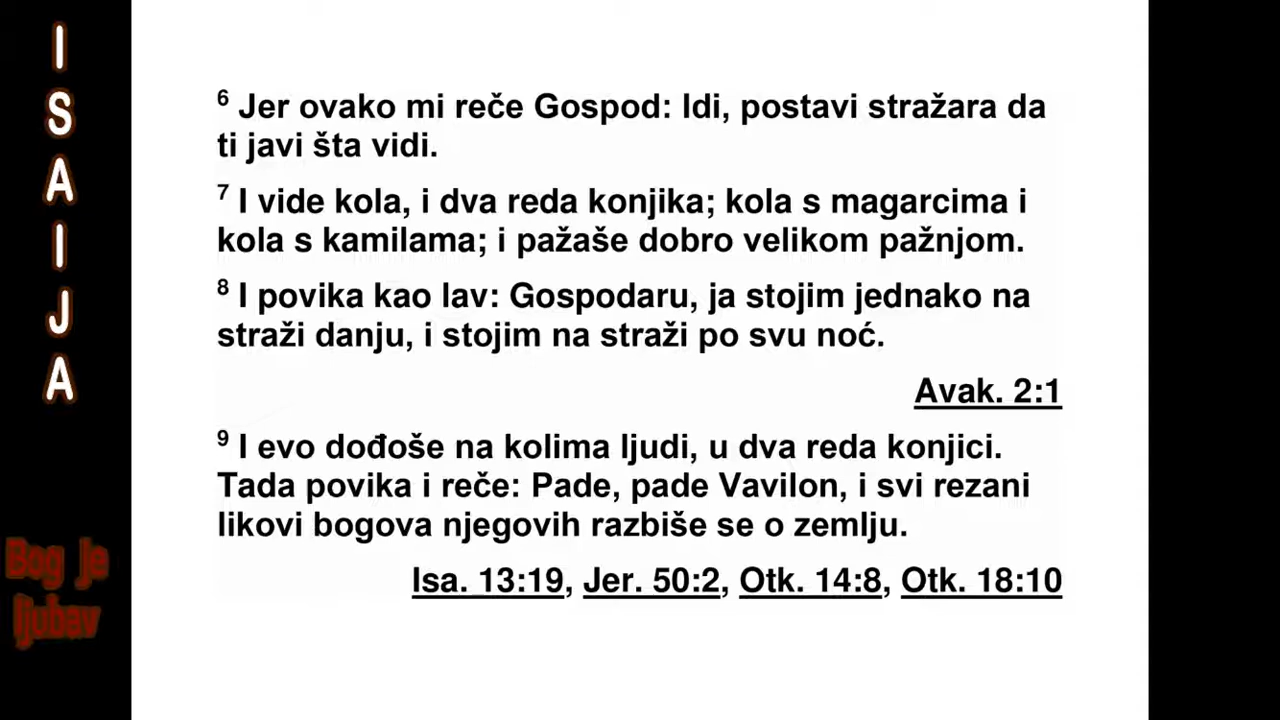 ISAIJA
Bog je
ljubav
6 Jer ovako mi reče Gospod: Idi, postavi stražara da
ti javi šta vidi.
7 I vide kola, i dva reda konjika; kola s magarcima i
kola s kamilama; i pažaše dobro velikom pažnjom.
8 I povika kao lav: Gospodaru, ja stojim jednako na
straži danju, i stojim na straži po svu noć.
Avak. 2:1
9 I evo dođoše na kolima ljudi, u dva reda konjici.
Tada povika i reče: Pade, pade Vavilon, i svi rezani
likovi bogova njegovih razbiše se o zemlju.
Isa. 13:19, Jer. 50:2, Otk. 14:8, Otk. 18:10